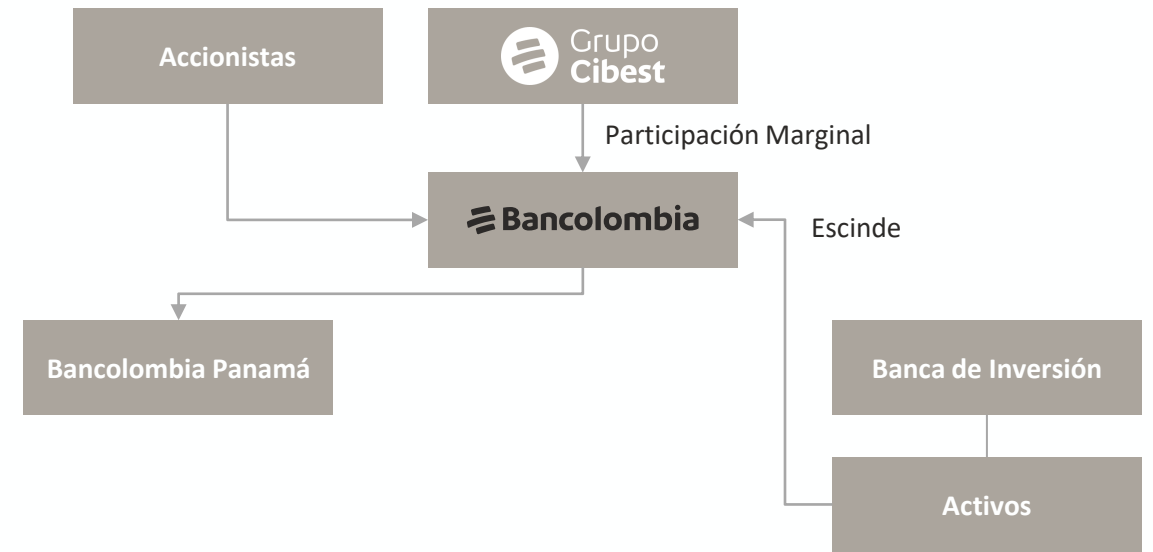 Accionistas
Grupo
Cibest
Participación Marginal
Bancolombia
Escinde
Bancolombia Panamá
Banca de Inversión
Activos